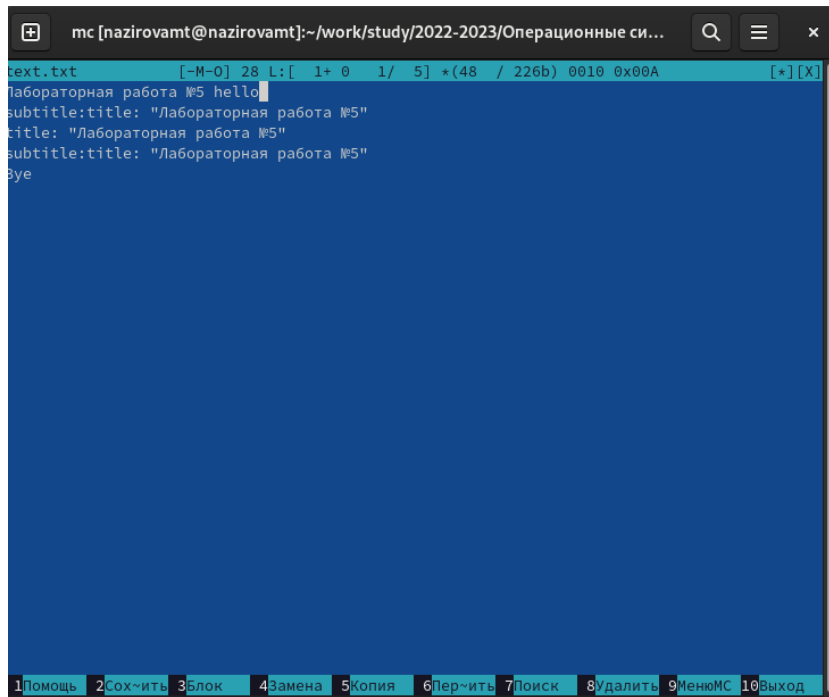 mc [nazirovamt@nazirovamt]:~/work/study/2022-2023/Операционные си...
text.txt [-M-O] 28 L:[ 1+ 0 1/ 5] *(48 / 226b) 0010 0x00A [*][X]
Лабораторная работа №5 hello
subtitle:title: "Лабораторная работа №5"
title: "Лабораторная работа №5"
subtitle:title: "Лабораторная работа №5"
Bye
1Помощь 2Сох~ить 3Блок 4Замена 5Копия 6Пер~ить 7Поиск 8Удалить 9МенюMC 10Выход